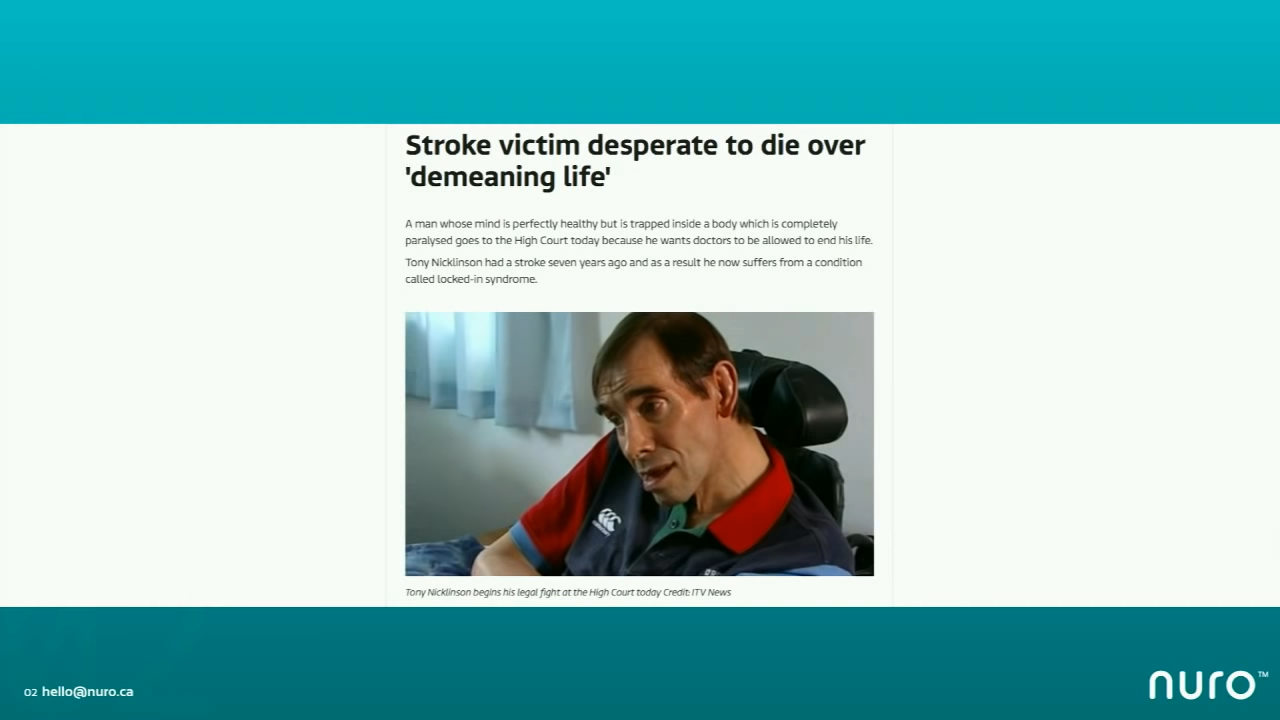 Stroke victim desperate to die over
'demeaning life'
A man whose mind is perfectly healthy but is trapped inside a body which is completely
paralysed goes to the High Court today because he wants doctors to be allowed to end his life.
Tony Nicklinson had a stroke seven years ago and as a result he now suffers from a condition
called locked-in syndrome.
Tony Nicklinson begins his legal fight at the High Court today Credit: ITV News
02 hello@nuro.ca
nuro™